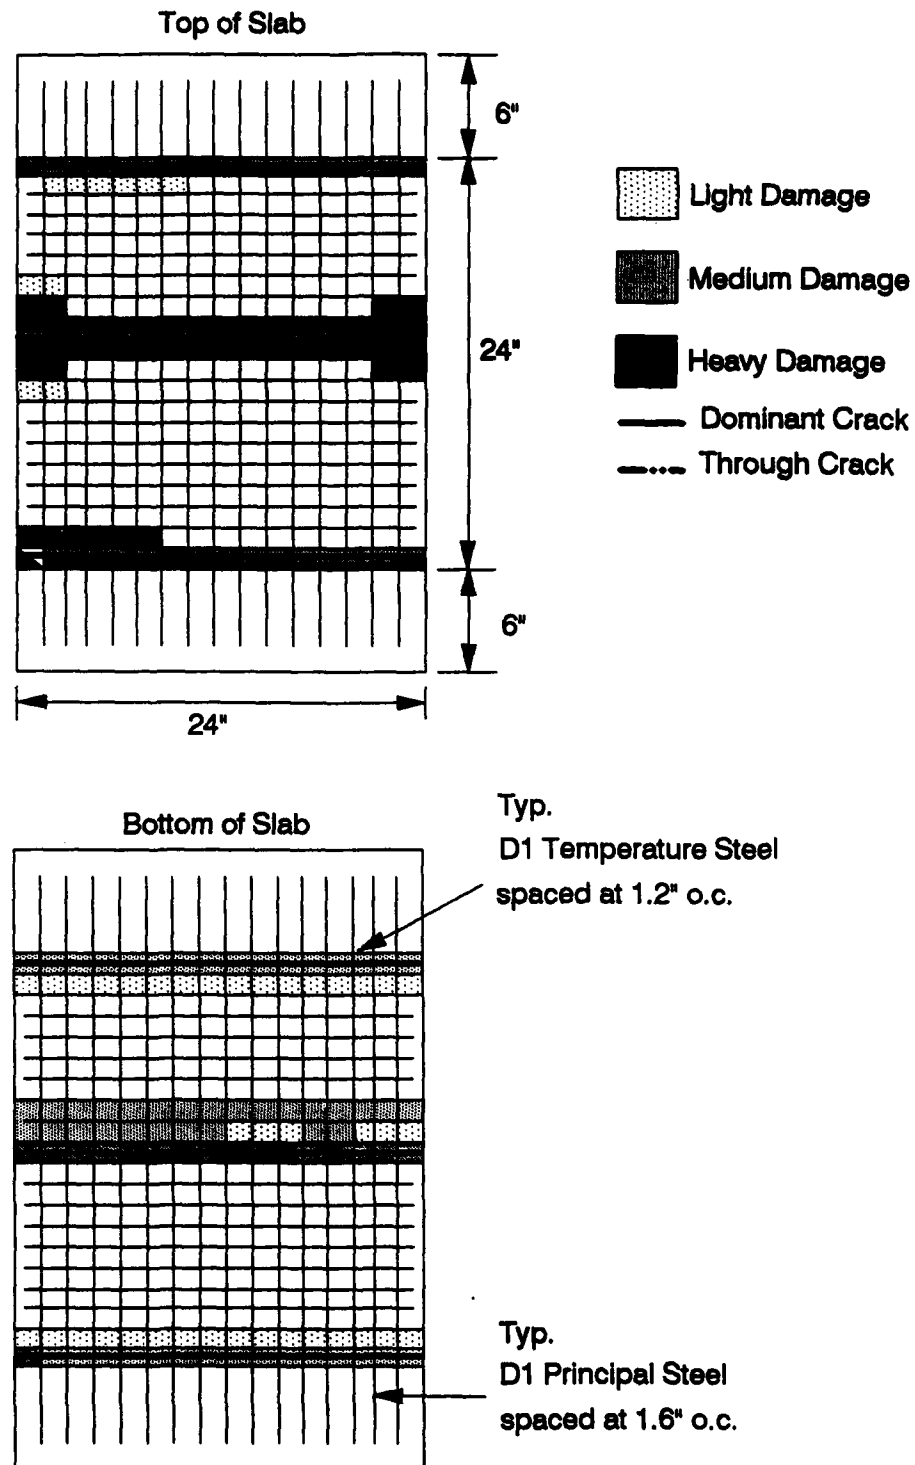 Top of Slab
6"
Light Damage
Medium Damage
24"
Heavy Damage
Dominant Crack
Through Crack
6"
24"
Typ.
Bottom of Slab
D1 Temperature Steel
spaced at 1.2" o.c.
Typ.
D1 Principal Steel
spaced at 1.6" o.c.